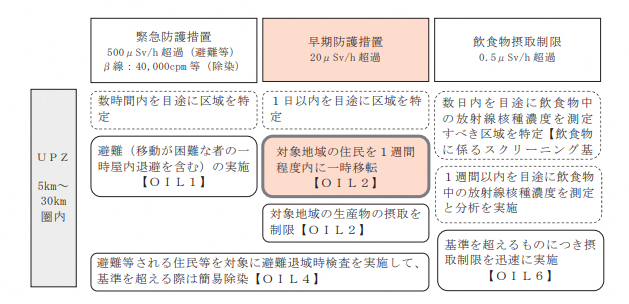 緊急防護措置
500μSv/h超過（避難等）
β線：40,000cpm等（除染）
早期防護措置
20μSv/h超過
飲食物摂取制限
0.5μSv/h超過
ＵＰＺ
5km～
30km
圏内
数時間内を目途に区域を特
定
避難（移動が困難な者の一
時屋内退避を含む）の実施
【ＯＩＬ１】
１日以内を目途に区域を特
定
対象地域の住民を１週間
程度内に一時移転
【ＯＩＬ２】
対象地域の生産物の摂取を
制限【ＯＩＬ２】
避難等される住民等を対象に避難退域時検査を実施して、
基準を超える際は簡易除染【ＯＩＬ４】
数日内を目途に飲食物中
の放射線核種濃度を測定
すべき区域を特定【飲食物
に係るスクリーニング基
１週間以内を目途に飲食物
中の放射線核種濃度を測定
と分析を実施
基準を超えるものにつき摂
取制限を迅速に実施
【ＯＩＬ６】